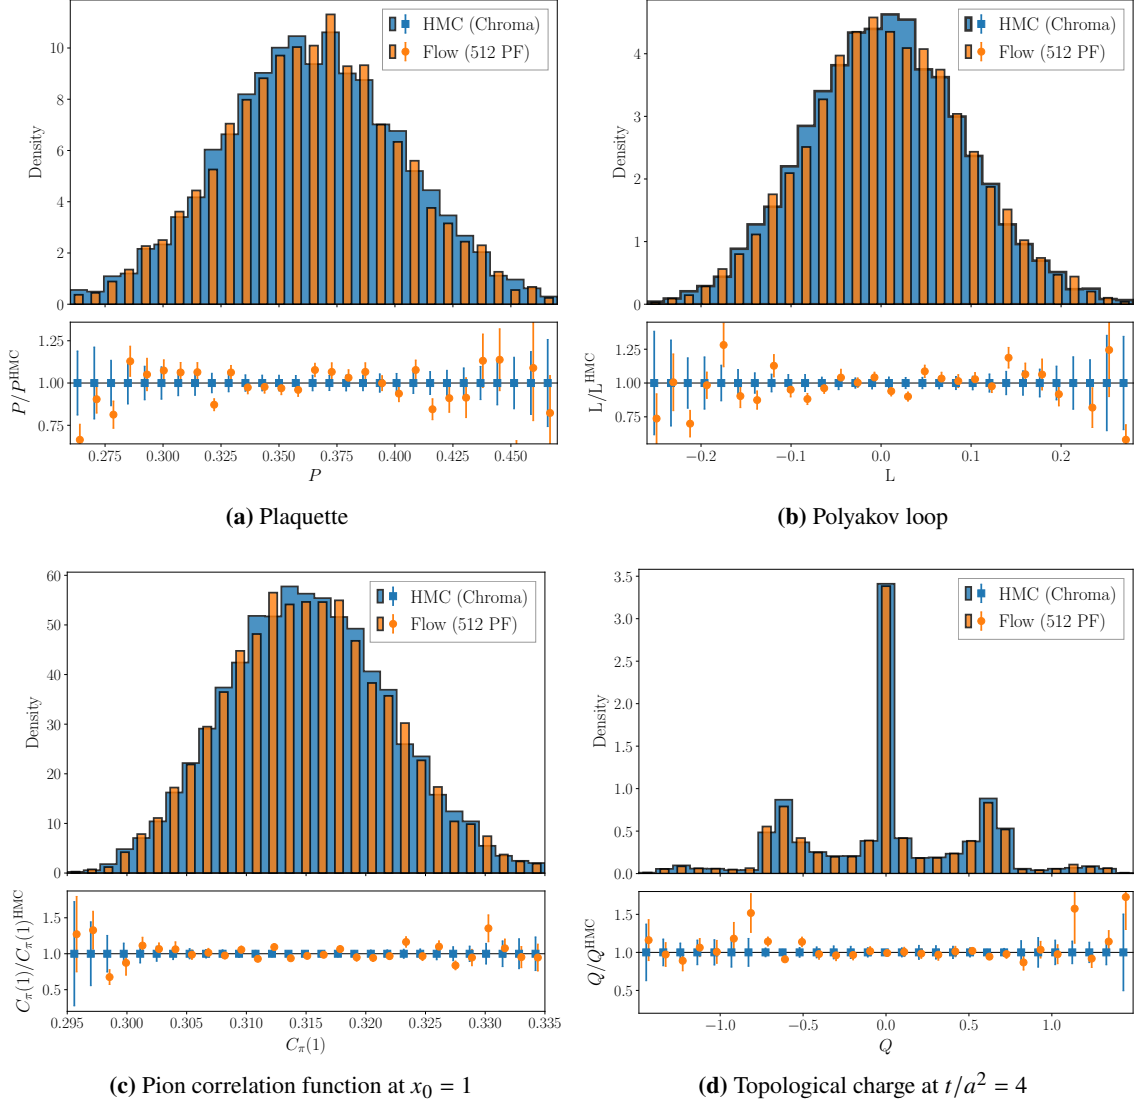 HMC (Chroma)
Flow (512 PF)
Density
10
8
6
4
2
0
P/P^HMC
1.25
1.00
0.75
0.275 0.300 0.325 0.350 0.375 0.400 0.425 0.450
P
(a) Plaquette
HMC (Chroma)
Flow (512 PF)
Density
4
3
2
1
0
L/L^HMC
1.25
1.00
0.75
−0.2 −0.1 0.0 0.1 0.2
L
(b) Polyakov loop
HMC (Chroma)
Flow (512 PF)
Density
60
50
40
30
20
10
0
C_π(1)/C_π(1)^HMC
1.5
1.0
0.5
0.295 0.300 0.305 0.310 0.315 0.320 0.325 0.330 0.335
C_π(1)
(c) Pion correlation function at x_0 = 1
HMC (Chroma)
Flow (512 PF)
Density
3.5
3.0
2.5
2.0
1.5
1.0
0.5
0.0
Q/Q^HMC
1.5
1.0
0.5
−1.0 −0.5 0.0 0.5 1.0
Q
(d) Topological charge at t/a² = 4